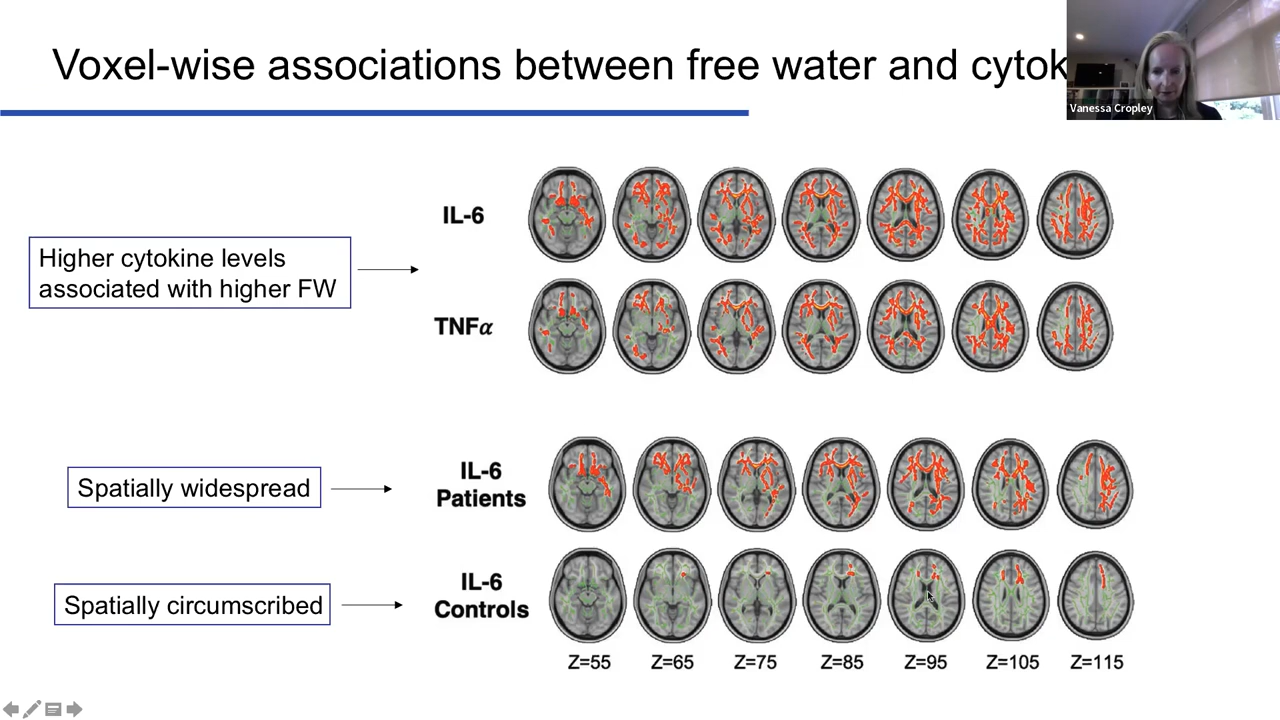 Voxel-wise associations between free water and cytok
Vanessa Cropley
IL-6
Higher cytokine levels
associated with higher FW
TNFα
IL-6
Patients
Spatially widespread
IL-6
Controls
Spatially circumscribed
Z=55 Z=65 Z=75 Z=85 Z=95 Z=105 Z=115